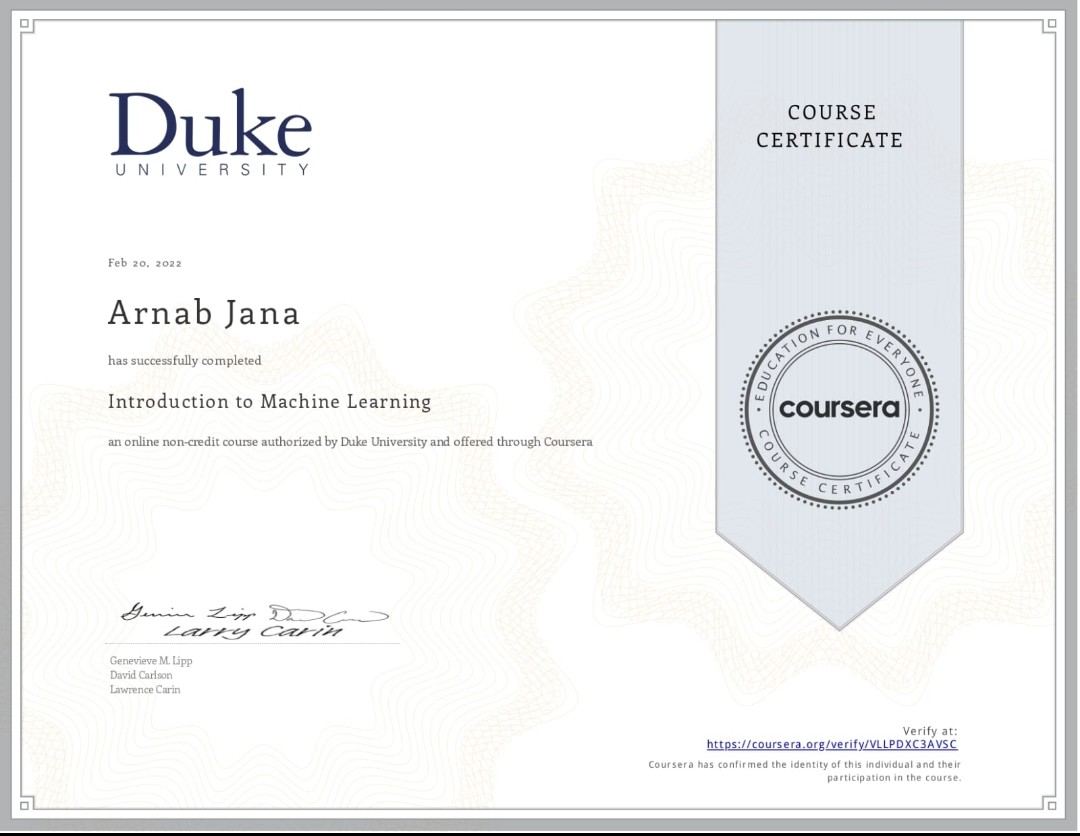 Duke
UNIVERSITY
COURSE
CERTIFICATE
Feb 20, 2022
Arnab Jana
has successfully completed
Introduction to Machine Learning
an online non-credit course authorized by Duke University and offered through Coursera
EDUCATION FOR EVERYONE
coursera
COURSE CERTIFICATE
Larry Carin
Genevieve M. Lipp
David Carlson
Lawrence Carin
Verify at:
https://coursera.org/verify/VLLPDXC3AVSC
Coursera has confirmed the identity of this individual and their
participation in the course.